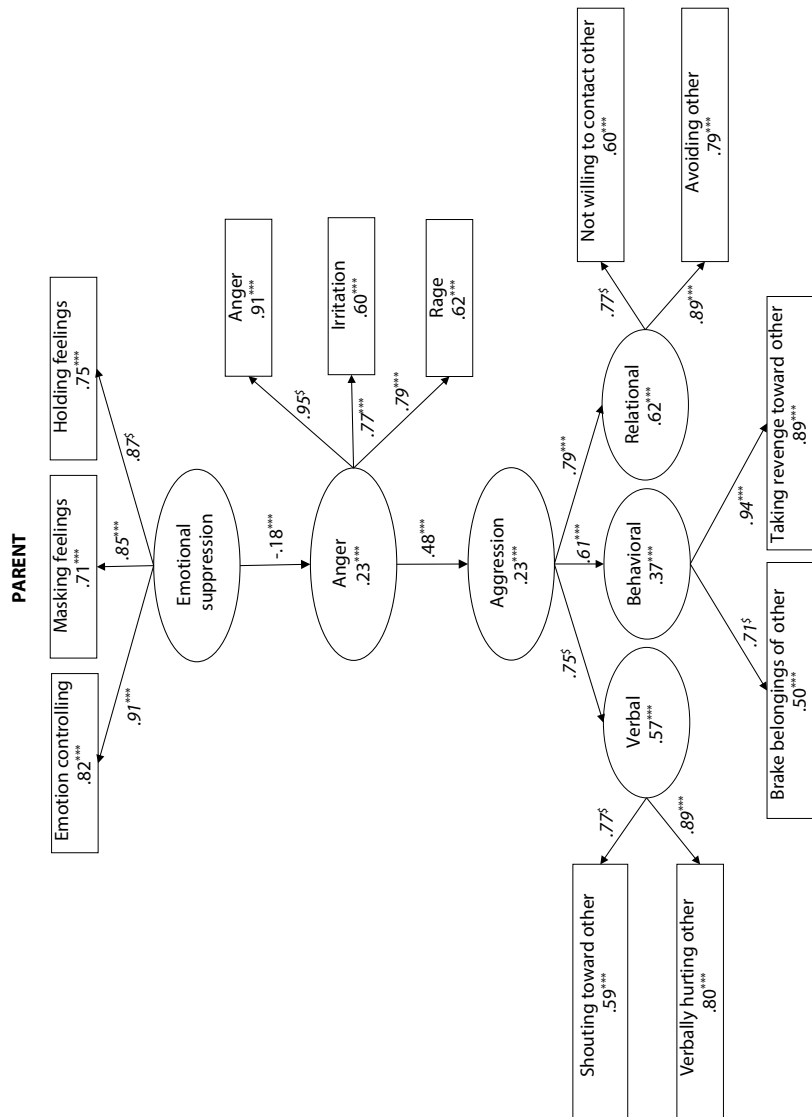 PARENT
Emotion controlling
.82***
Masking feelings
.71***
Holding feelings
.75***
.91***
.85***
.87$
Emotional
suppression
-.18***
Anger
.23***
.95$
.77***
.79***
Anger
.91***
Irritation
.60***
Rage
.62***
.48***
Aggression
.23***
.75$
.61***
.79***
Verbal
.57***
Behavioral
.37***
Relational
.62***
.77$
.89***
Shouting toward other
.59***
Verbally hurting other
.80***
.71$
.94***
Brake belongings of other
.50***
Taking revenge toward other
.89***
.77$
.89***
Not willing to contact other
.60***
Avoiding other
.79***